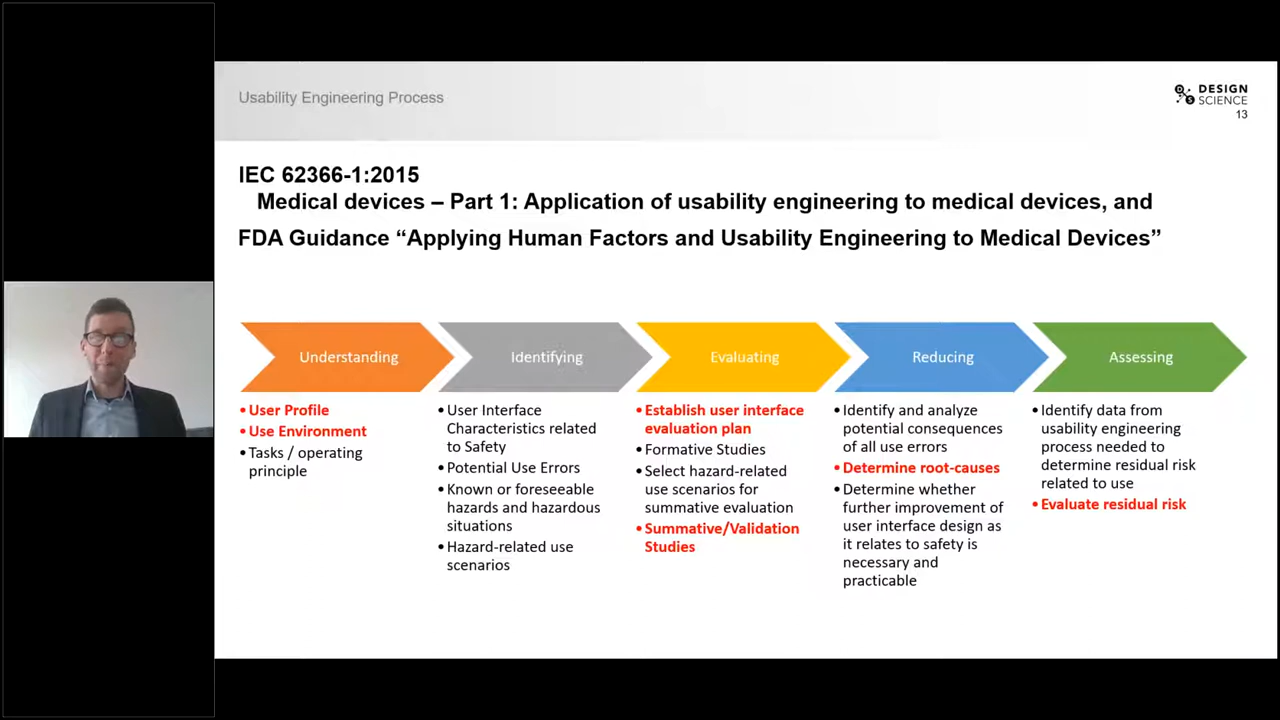 Usability Engineering Process
DESIGN
SCIENCE
13
IEC 62366-1:2015
Medical devices – Part 1: Application of usability engineering to medical devices, and
FDA Guidance “Applying Human Factors and Usability Engineering to Medical Devices”
Understanding
• User Profile
• Use Environment
• Tasks / operating
principle
Identifying
• User Interface
Characteristics related
to Safety
• Potential Use Errors
• Known or foreseeable
hazards and hazardous
situations
• Hazard-related use
scenarios
Evaluating
• Establish user interface
evaluation plan
• Formative Studies
• Select hazard-related
use scenarios for
summative evaluation
• Summative/Validation
Studies
Reducing
• Identify and analyze
potential consequences
of all use errors
• Determine root-causes
• Determine whether
further improvement of
user interface design as
it relates to safety is
necessary and
practicable
Assessing
• Identify data from
usability engineering
process needed to
determine residual risk
related to use
• Evaluate residual risk